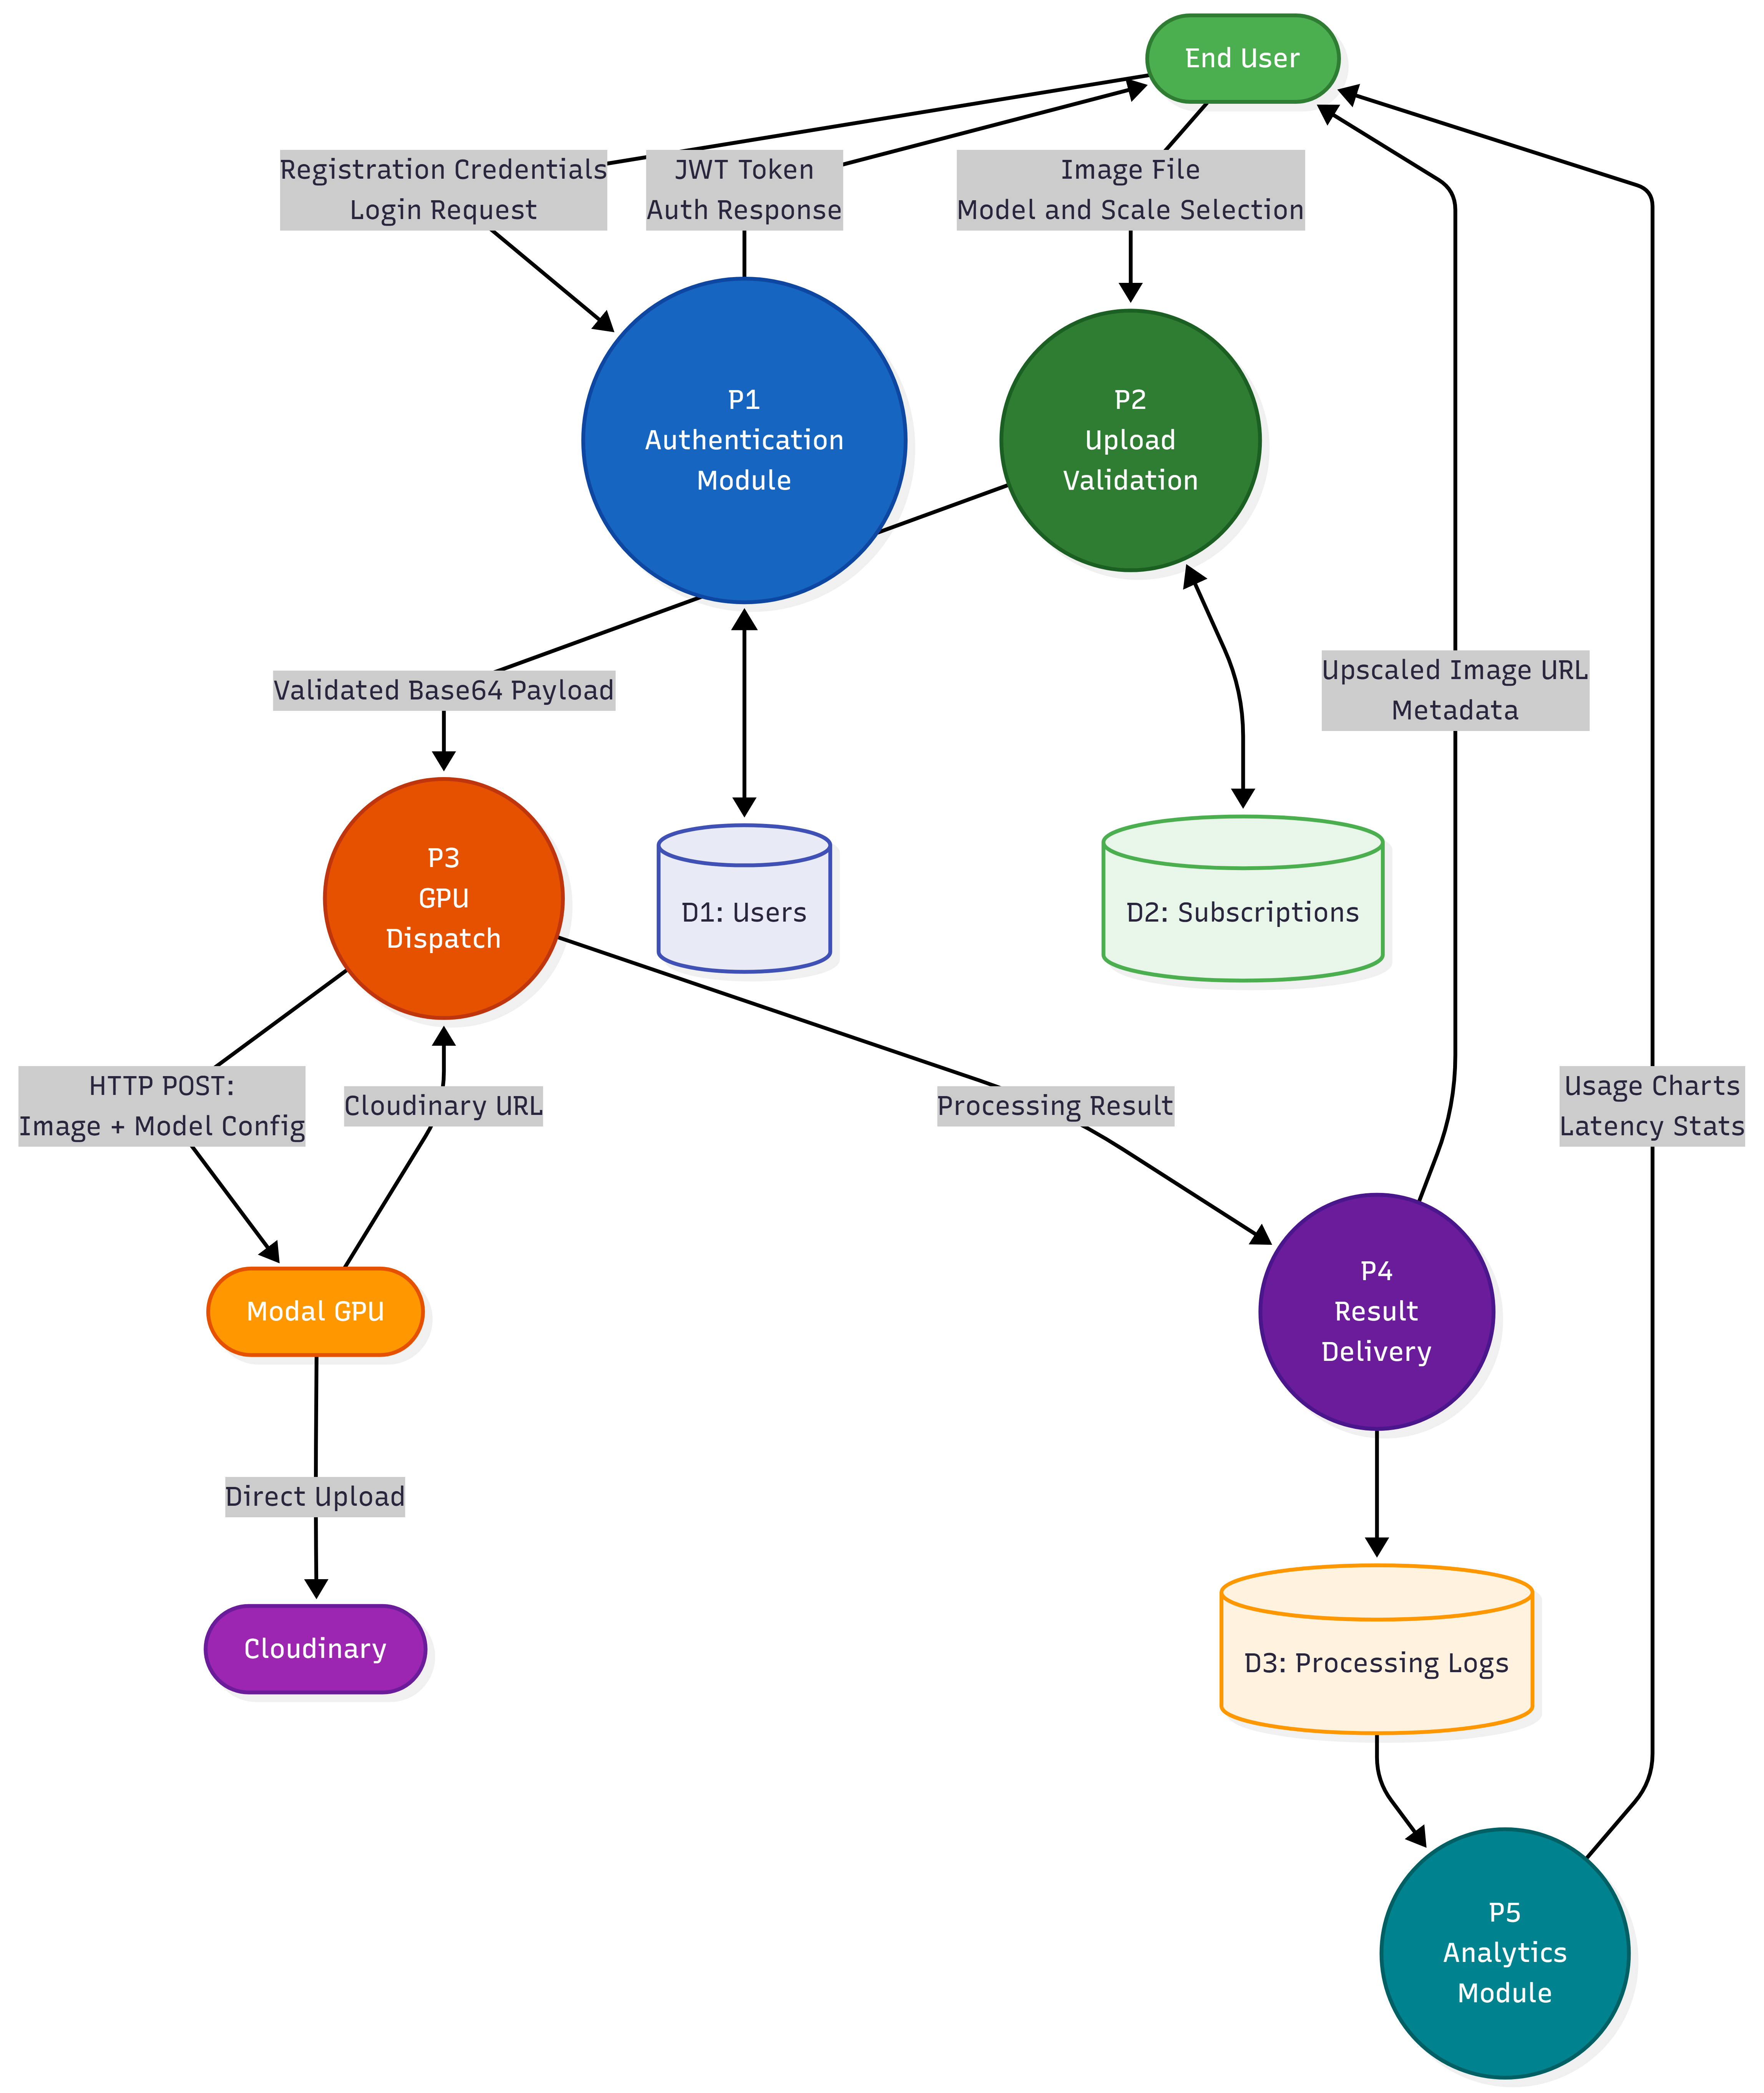 End User
Registration Credentials
Login Request
JWT Token
Auth Response
Image File
Model and Scale Selection
P1
Authentication
Module
P2
Upload
Validation
Validated Base64 Payload
Upscaled Image URL
Metadata
P3
GPU
Dispatch
D1: Users
D2: Subscriptions
HTTP POST:
Image + Model Config
Cloudinary URL
Processing Result
Usage Charts
Latency Stats
Modal GPU
P4
Result
Delivery
Direct Upload
Cloudinary
D3: Processing Logs
P5
Analytics
Module